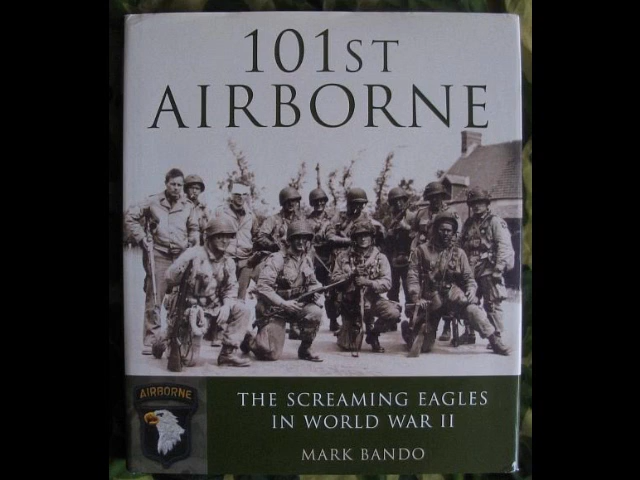 101ST
AIRBORNE
AIRBORNE
THE SCREAMING EAGLES
IN WORLD WAR II
MARK BANDO